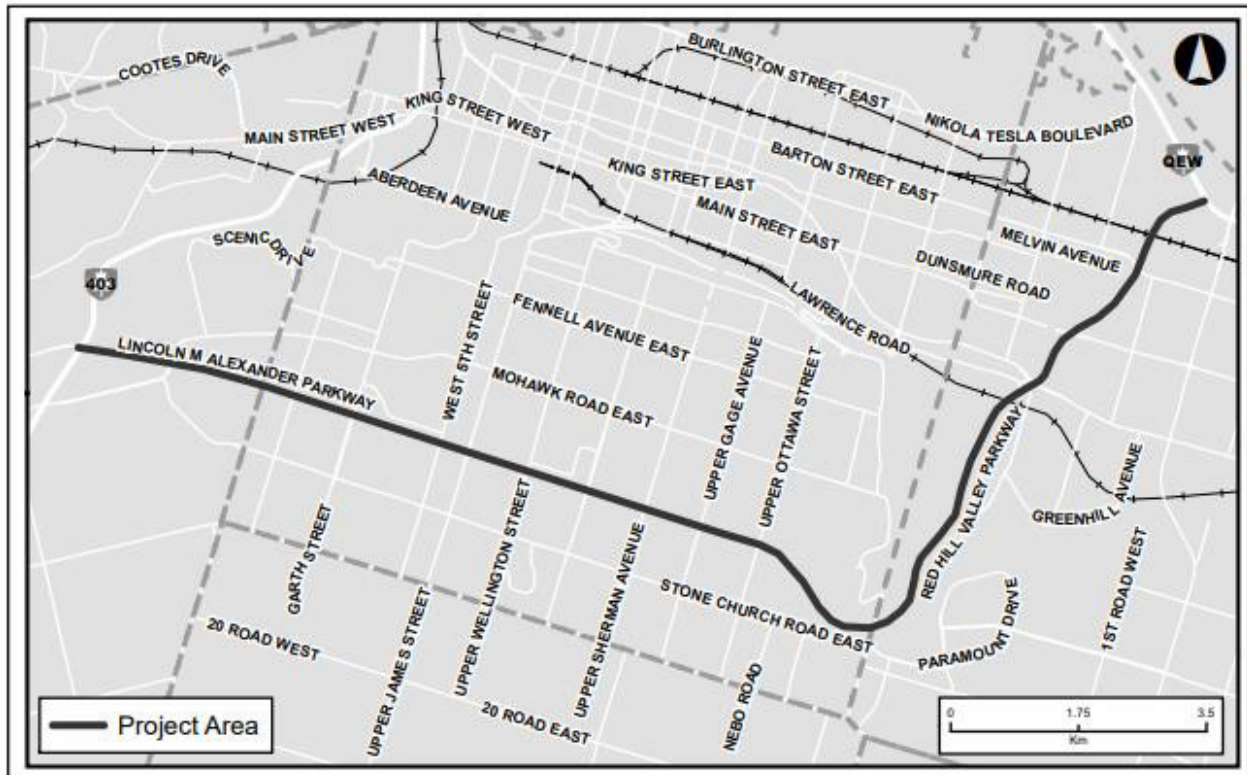 COOTES DRIVE
BURLINGTON STREET EAST
KING STREET WEST
MAIN STREET WEST
NIKOLA TESLA BOULEVARD
QEW
BARTON STREET EAST
KING STREET EAST
ABERDEEN AVENUE
MAIN STREET EAST
MELVIN AVENUE
SCENIC DRIVE
DUNSMURE ROAD
403
LAWRENCE ROAD
FENNELL AVENUE EAST
WEST 5TH STREET
LINCOLN M ALEXANDER PARKWAY
MOHAWK ROAD EAST
UPPER GAGE AVENUE
UPPER OTTAWA STREET
RED HILL VALLEY PARKWAY
GREENHILL AVENUE
GARTH STREET
UPPER WELLINGTON STREET
UPPER SHERMAN AVENUE
STONE CHURCH ROAD EAST
PARAMOUNT DRIVE
1ST ROAD WEST
20 ROAD WEST
UPPER JAMES STREET
20 ROAD EAST
NEBO ROAD
Project Area
0 1.75 3.5
Km